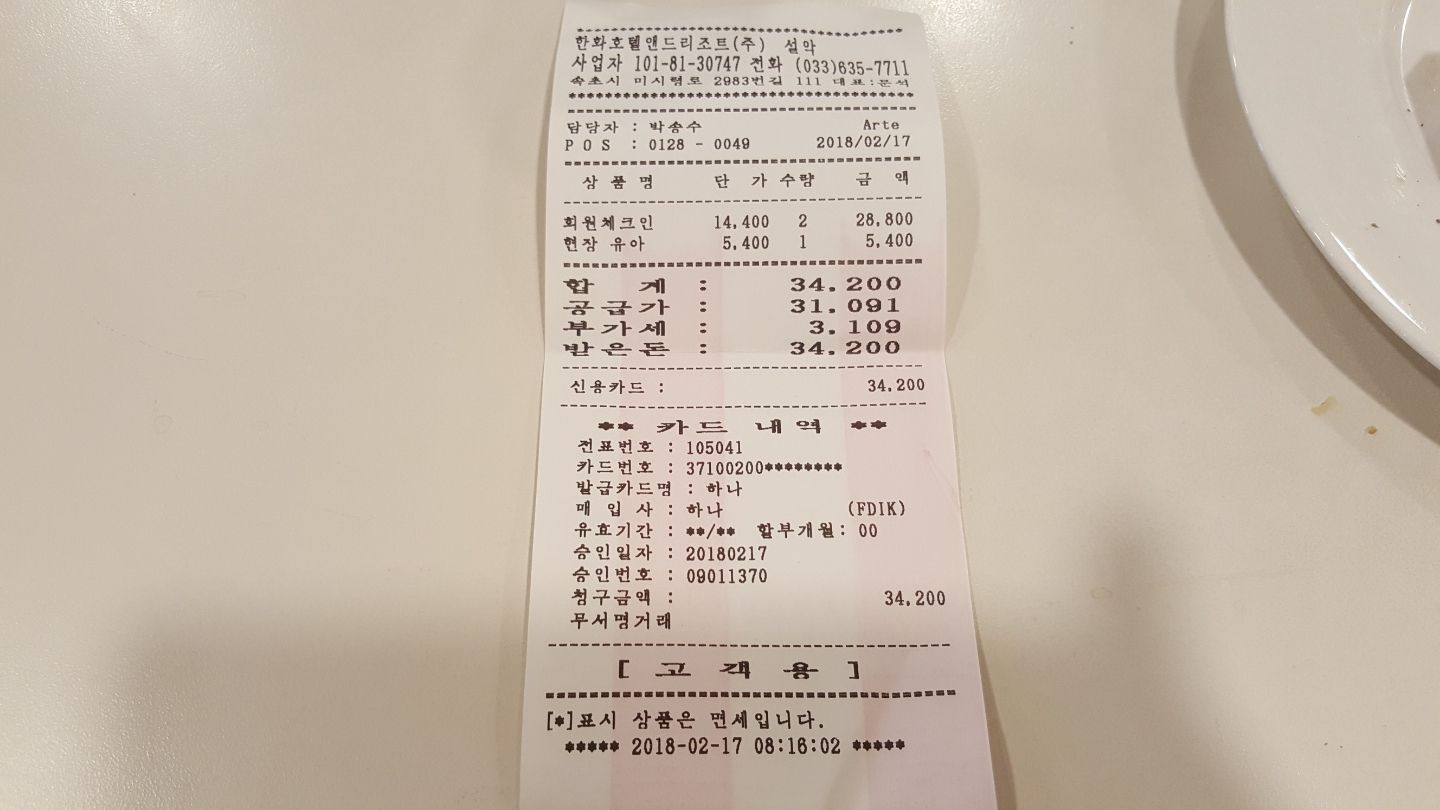 ************************************
한화호텔앤드리조트(주) 설악
사업자 101-81-30747 전화 (033)635-7711
속초시 미시령로 2983번길 111 대표:문석
****************************************
========================================
담당자 : 박송수 Arte
P O S : 0128 - 0049 2018/02/17
========================================
상 품 명 단 가 수량 금 액
----------------------------------------
회원체크인 14,400 2 28,800
현장 유아 5,400 1 5,400
========================================
합 계 : 34,200
공급가 : 31,091
부가세 : 3,109
받은돈 : 34,200
----------------------------------------
신용카드 : 34,200
----------------------------------------
** 카드 내역 **
전표번호 : 105041
카드번호 : 37100200********
발급카드명 : 하나
매 입 사 : 하나 (FDIK)
유효기간 : **/** 할부개월: 00
승인일자 : 20180217
승인번호 : 09011370
청구금액 : 34,200
무서명거래
----------------------------------------
[ 고 객 용 ]
========================================
[*]표시 상품은 면세입니다.
***** 2018-02-17 08:16:02 *****